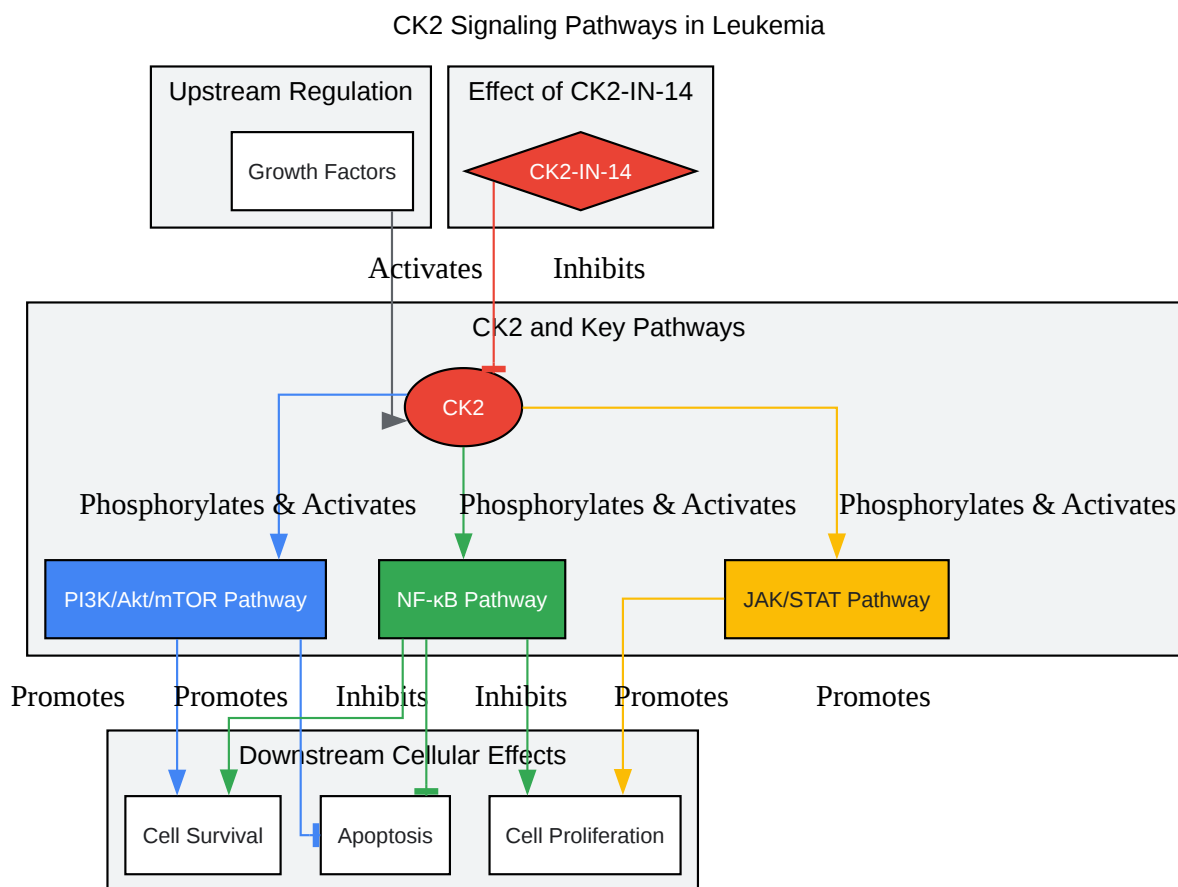 CK2 Signaling Pathways in Leukemia
Upstream Regulation
Effect of CK2-IN-14
Growth Factors
CK2-IN-14
Activates
Inhibits
CK2 and Key Pathways
CK2
Phosphorylates & Activates
Phosphorylates & Activates
Phosphorylates & Activates
PI3K/Akt/mTOR Pathway
NF-κB Pathway
JAK/STAT Pathway
Promotes
Promotes
Inhibits
Inhibits
Promotes
Promotes
Downstream Cellular Effects
Cell Survival
Apoptosis
Cell Proliferation